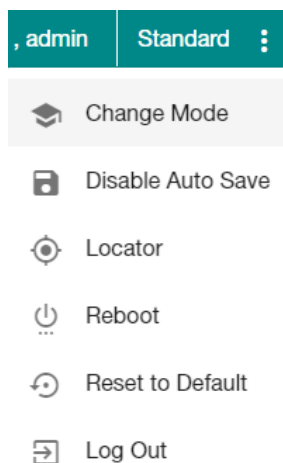 , admin Standard
Change Mode
Disable Auto Save
Locator
Reboot
Reset to Default
Log Out